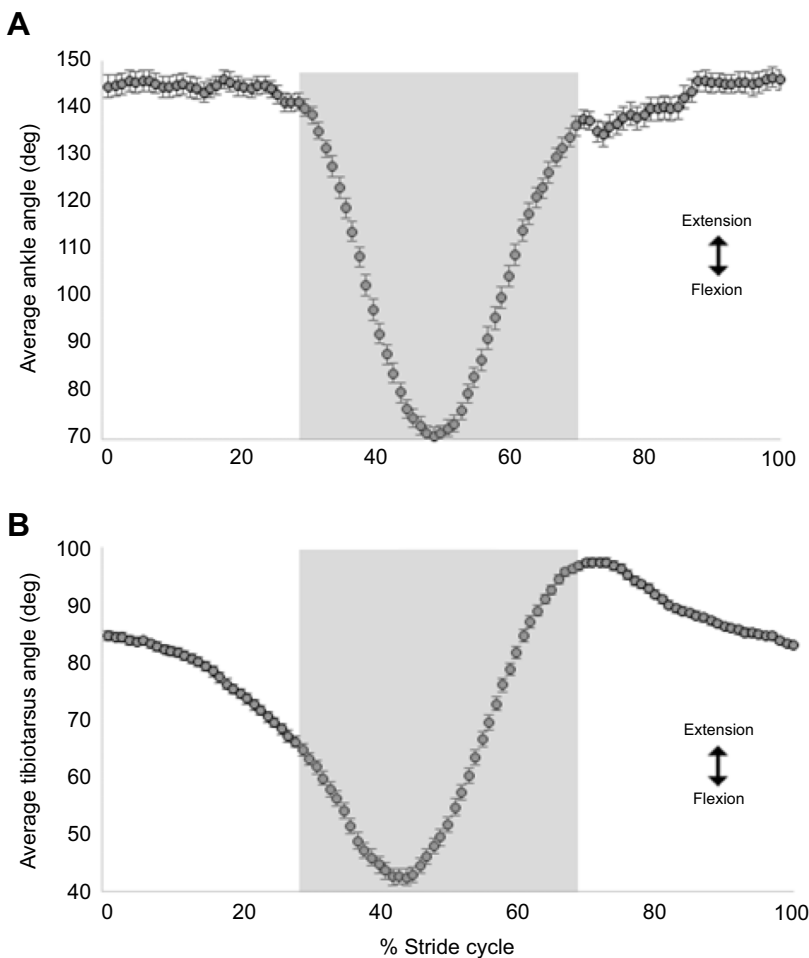 A
Average ankle angle (deg)
150
140
130
120
110
100
90
80
70
Extension
Flexion
0 20 40 60 80 100
B
Average tibiotarsus angle (deg)
100
90
80
70
60
50
40
Extension
Flexion
0 20 40 60 80 100
% Stride cycle